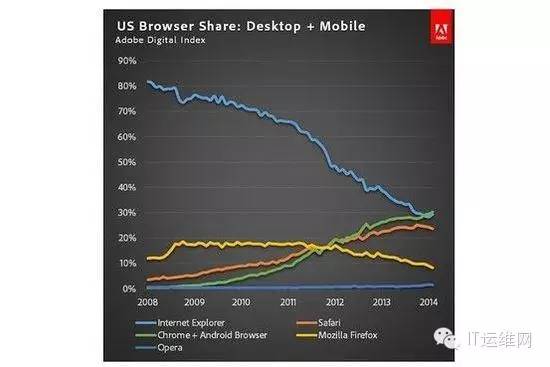 US Browser Share: Desktop + Mobile
Adobe Digital Index
Adobe
90%
80%
70%
60%
50%
40%
30%
20%
10%
0%
2008 2009 2010 2011 2012 2013 2014
Internet Explorer Safari
Chrome + Android Browser Mozilla Firefox
Opera
IT运维网